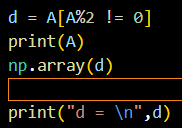 d = A[A%2 != 0]
print(A)
np.array(d)
print("d = \n",d)